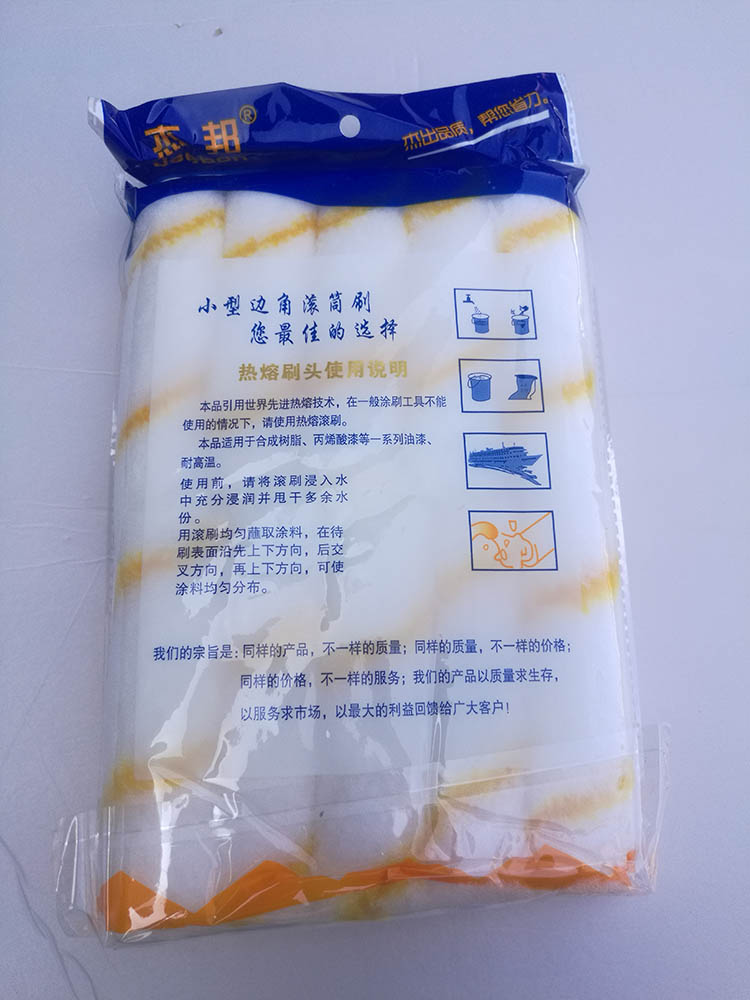 杰邦®
杰出品质，帮您省力。
小型边角滚筒刷
您最佳的选择
热熔刷头使用说明
本品引用世界先进热熔技术，在一般涂刷工具不能
使用的情况下，请使用热熔滚刷。
本品适用于合成树脂、丙烯酸漆等一系列油漆、
耐高温。
使用前，请将滚刷浸入水
中充分浸润并甩干多余水
份。
用滚刷均匀蘸取涂料，在待
刷表面沿先上下方向，后交
叉方向，再上下方向，可使
涂料均匀分布。
我们的宗旨是：同样的产品，不一样的质量；同样的质量，不一样的价格；
同样的价格，不一样的服务；我们的产品以质量求生存，
以服务求市场，以最大的利益回馈给广大客户！